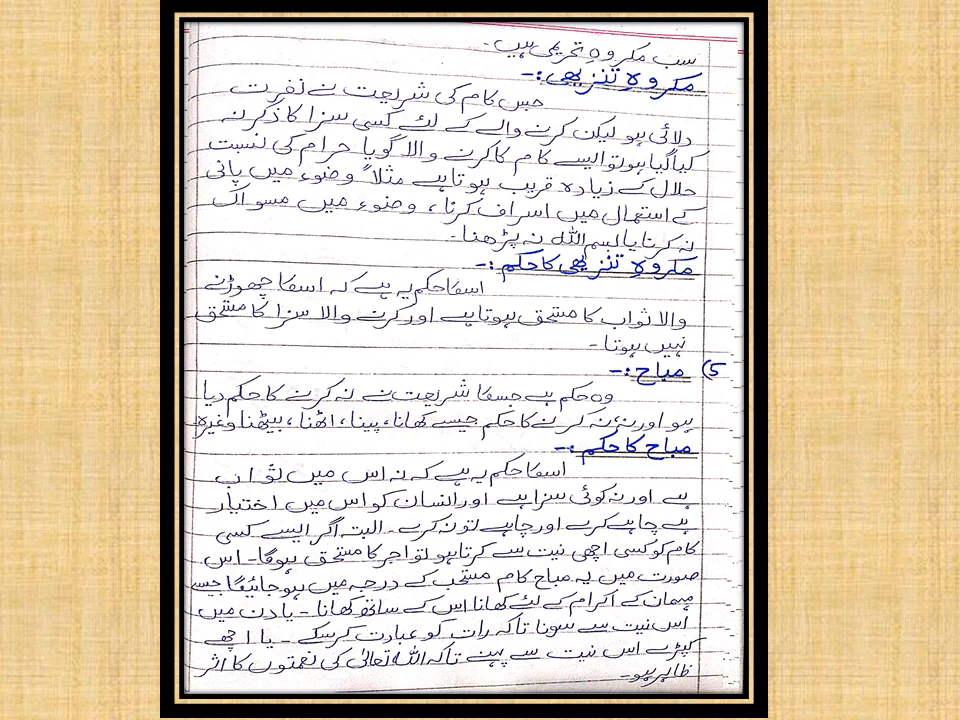 سب مکروہِ تحریمی ہیں۔
مکروہِ تنزیہی:-
جس کام کی شریعت نے نفرت
دلائی ہو لیکن کرنے والے کے لئے کسی سزا کا ذکر نہ
کیا گیا ہو تو ایسے کام کا کرنے والا گویا حرام کی نسبت
حلال کے زیادہ قریب ہوتا ہے مثلاً وضوء میں پانی
کے استعمال میں اسراف کرنا، وضوء میں مسواک
نہ کرنا یا بسم اللہ نہ پڑھنا۔
مکروہِ تنزیہی کا حکم:-
اسکا حکم یہ ہے کہ اسکا چھوڑنے
والا ثواب کا مستحق ہوتا ہے اور کرنے والا سزا کا مستحق
نہیں ہوتا۔
5) مباح:-
وہ حکم ہے جسکا شریعت نے نہ کرنے کا حکم دیا
ہو اور نہ نہ کرنے کا حکم جیسے کھانا، پینا، اٹھنا، بیٹھنا وغیرہ
مباح کا حکم:-
اسکا حکم یہ ہے کہ نہ اس میں ثواب
ہے اور نہ کوئی سزا ہے اور انسان کو اس میں اختیار
ہے چاہے کرے اور چاہے تو نہ کرے۔ البتہ اگر ایسے کسی
کام کو کسی اچھی نیت سے کرتا ہو تو اجر کا مستحق ہوگا۔ اس
صورت میں یہ مباح کام مستحب کے درجہ میں ہو جائیگا جیسے
مہمان کے اکرام کے لئے کھانا اس کے ساتھ کھانا۔ یا دن میں
اس نیت سے سونا تاکہ رات کو عبادت کر سکے۔ یا اچھے
کپڑے اس نیت سے پہنے تاکہ اللہ تعالیٰ کی نعمتوں کا اثر
ظاہر ہو۔